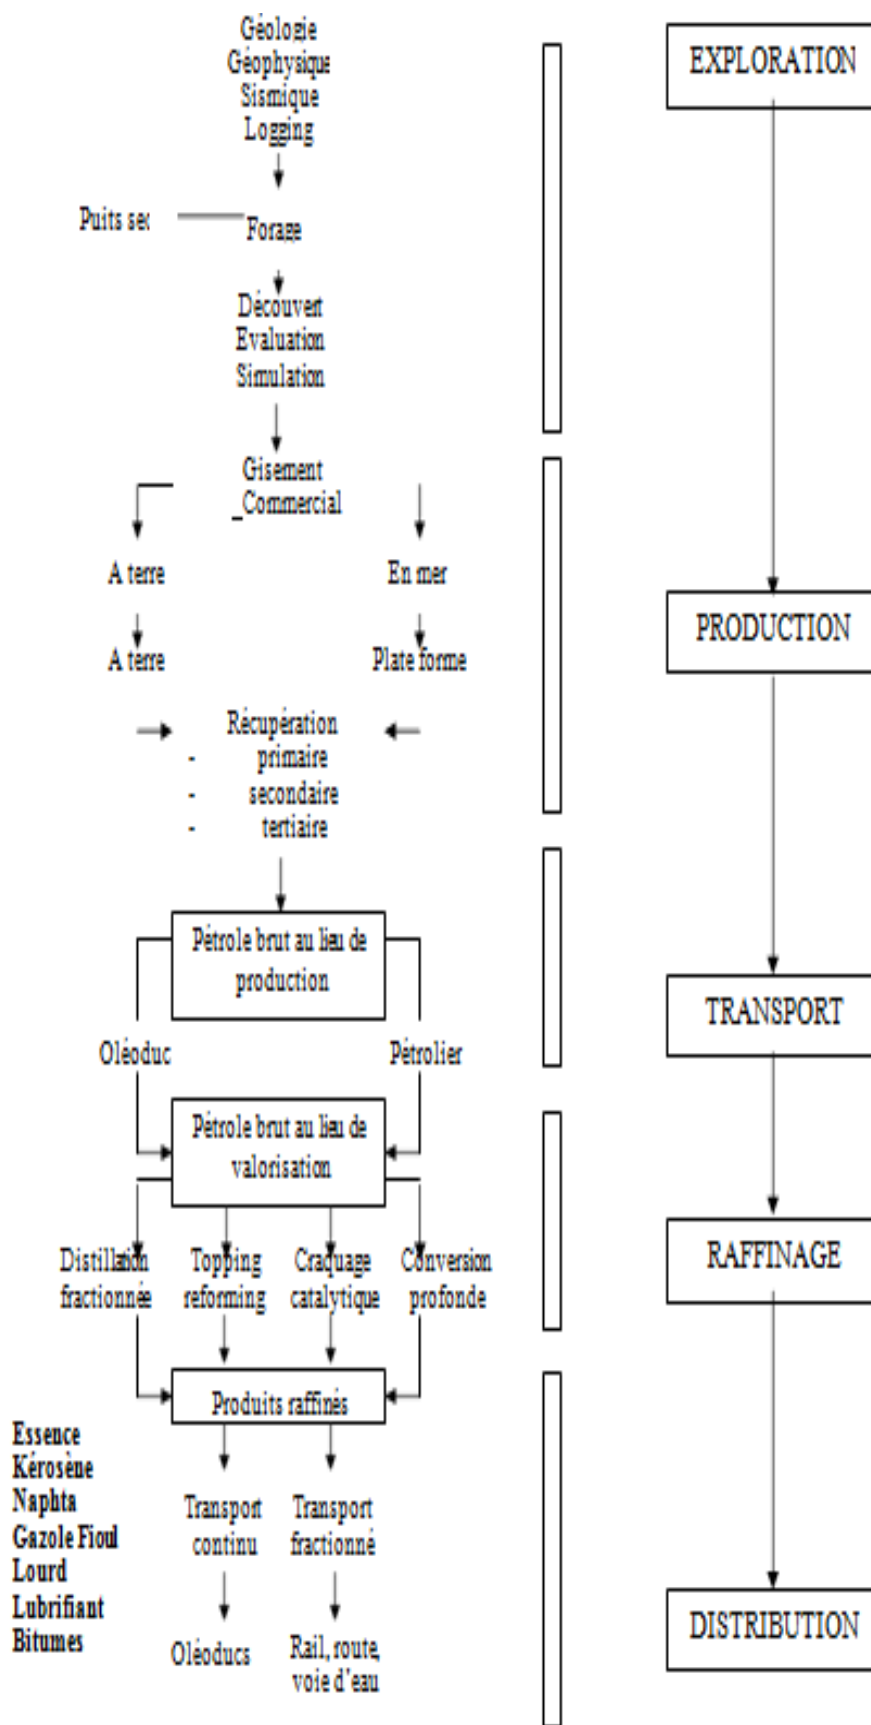 Géologie
Géophysique
Sismique
Logging
EXPLORATION
Puits sec
Forage
Découvert
Evaluation
Simulation
Gisement
_Commercial
A terre
En mer
PRODUCTION
A terre
Plate forme
Récupération
- primaire
- secondaire
- tertiaire
Pétrole brut au lieu de
production
TRANSPORT
Oléoduc
Pétrolier
Pétrole brut au lieu de
valorisation
Distillation
fractionnée
Topping
reforming
Craquage
catalytique
Conversion
profonde
RAFFINAGE
Produits raffinés
Essence
Kérosène
Naphta
Gazole Fioul
Lourd
Lubrifiant
Bitumes
Transport
continu
Transport
fractionné
Oléoducs
Rail, route,
voie d'eau
DISTRIBUTION